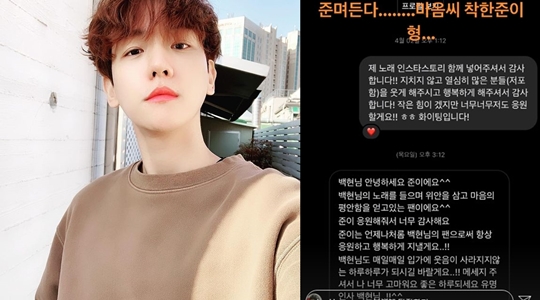 준며든다........마음씨 착한준이
형...
4월 1:12
제 노래 인스타스토리 함께 넣어주셔서 감사
합니다!! 지치지 않고 열심히 많은 분들(저포
함)을 웃게 해주시고 행복하게 해주셔서 감사
합니다! 작은 힘이 겠지만 너무너무저도 응원
할게요!! ㅎㅎ 화이팅입니다!
(목요일) 오후 3:12
백현님 안녕하세요 준이에요^^
백현님의 노래를 들으며 위안을 삼고 마음의
평안함을 얻고있는 팬이에요^^
준이 응원해줘서 너무 감사해요
준이는 언제나처럼 백현님의 팬으로써 항상
응원하고 행복하게 지낼게요..!!
백현님도 매일매일 입가에 웃음이 사라지지않
는 하루하루가 되시길 바랄게요..!! 메세지 주
셔서 나 너무 고마워요 좋은 하루되세요 유명
인사 백현님..!!^^